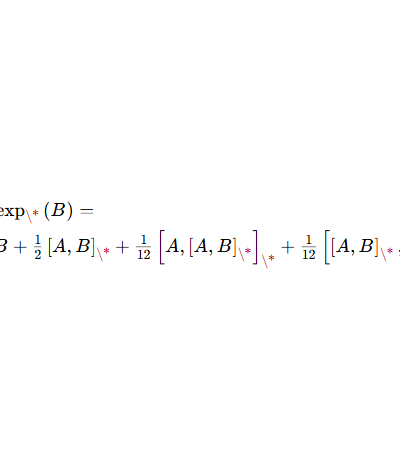 exp\* (B) =
B + 1/2 [A, B]\* + 1/12 [A, [A, B]\*]\* + 1/12 [[A, B]\* ,